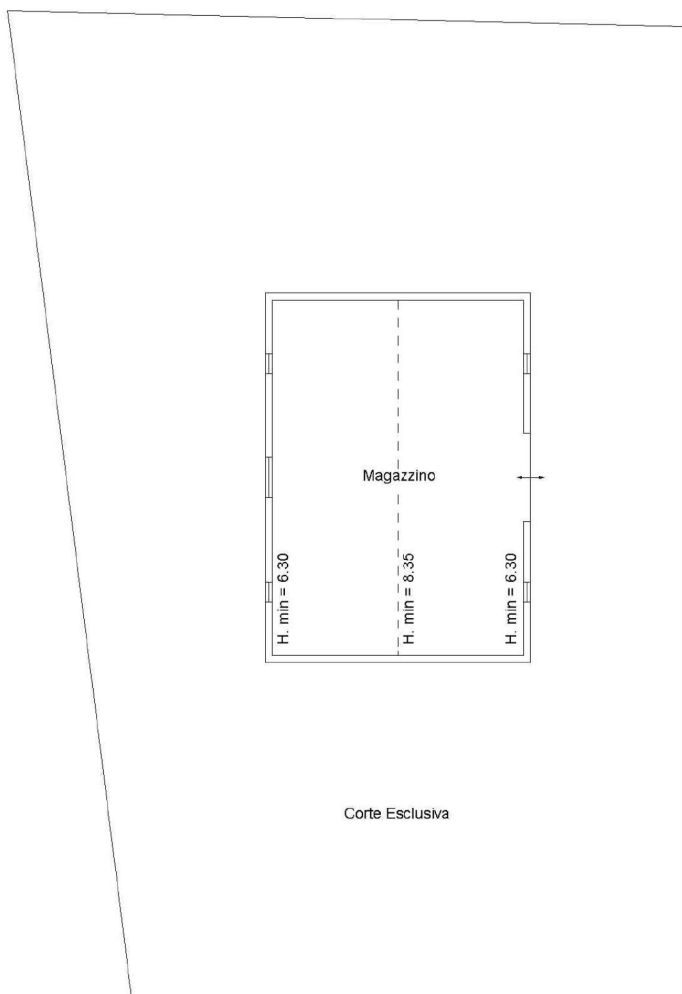 Magazzino
H. min = 6.30
H. min = 8.35
H. min = 6.30
Corte Esclusiva